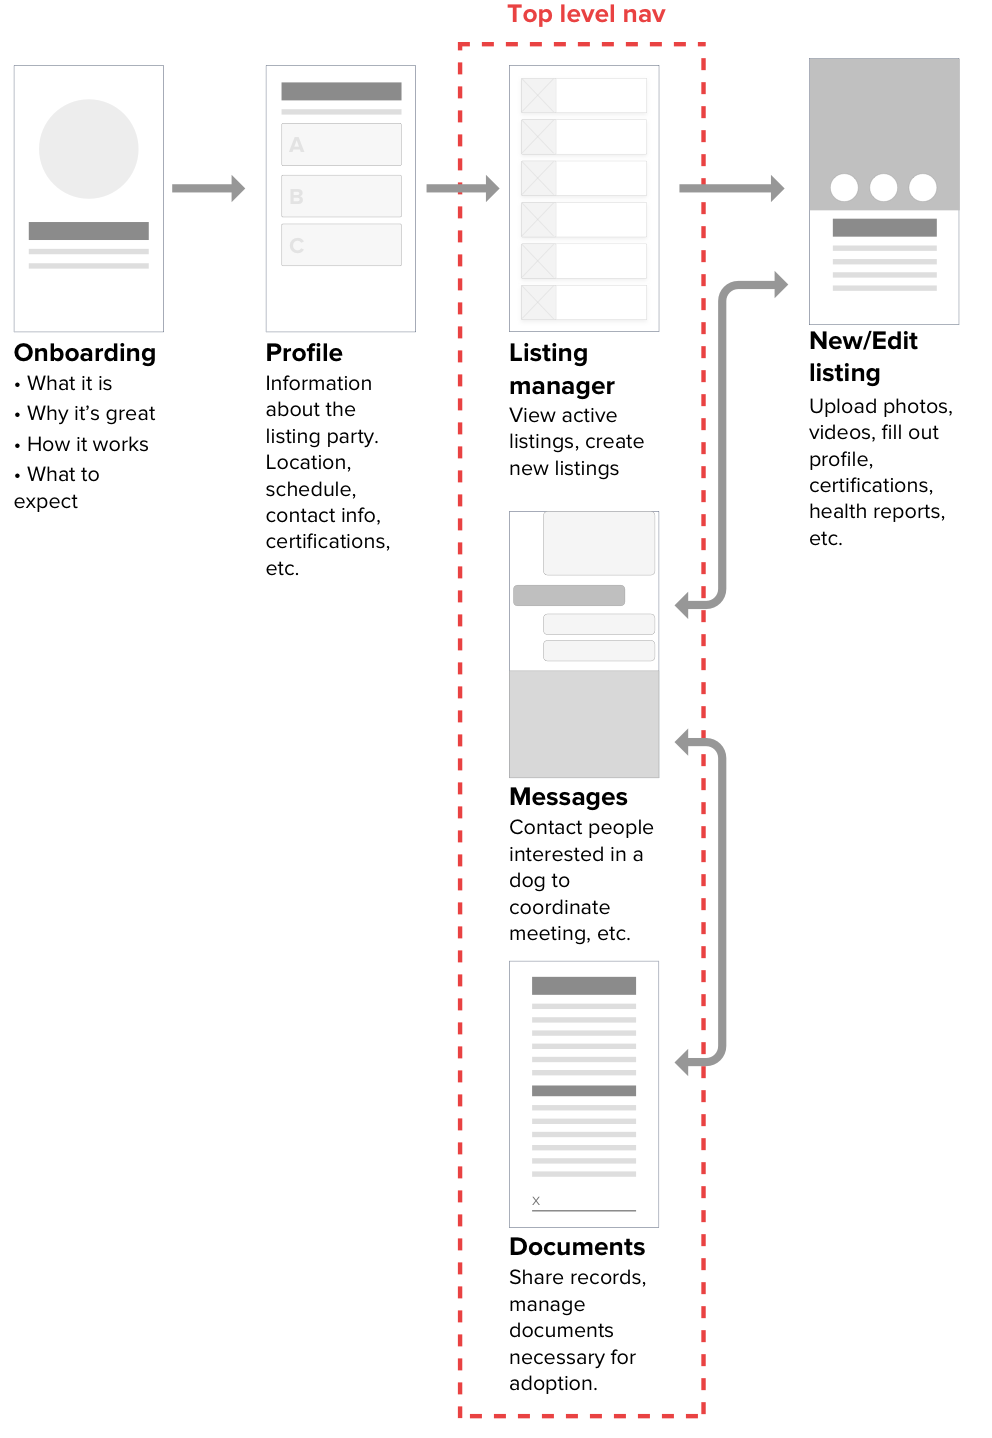 Top level nav
A
B
C
Onboarding
• What it is
• Why it's great
• How it works
• What to
expect
Profile
Information
about the
listing party.
Location,
schedule,
contact info,
certifications,
etc.
Listing
manager
View active
listings, create
new listings
New/Edit
listing
Upload photos,
videos, fill out
profile,
certifications,
health reports,
etc.
Messages
Contact people
interested in a
dog to
coordinate
meeting, etc.
X
Documents
Share records,
manage
documents
necessary for
adoption.